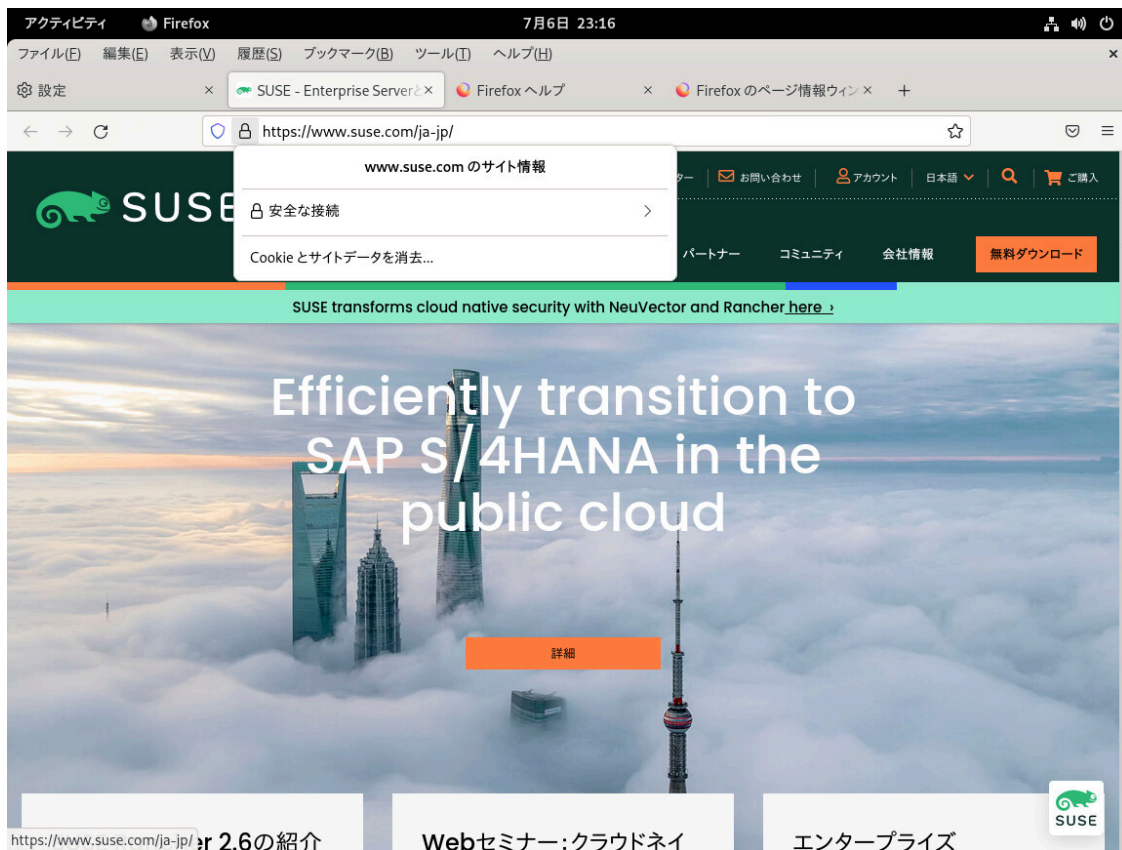 アクティビティ Firefox 7月6日 23:16
ファイル(F) 編集(E) 表示(V) 履歴(S) ブックマーク(B) ツール(T) ヘルプ(H)
設定 SUSE - Enterprise Server Firefox ヘルプ Firefox のページ情報ウィン
https://www.suse.com/ja-jp/
www.suse.com のサイト情報
安全な接続
Cookie とサイトデータを消去...
ター お問い合わせ アカウント 日本語 ご購入
SUSE
パートナー コミュニティ 会社情報 無料ダウンロード
SUSE transforms cloud native security with NeuVector and Rancher here ›
Efficiently transition to
SAP S/4HANA in the
public cloud
詳細
SUSE
https://www.suse.com/ja-jp/
er 2.6の紹介 Webセミナー：クラウドネイ エンタープライズ